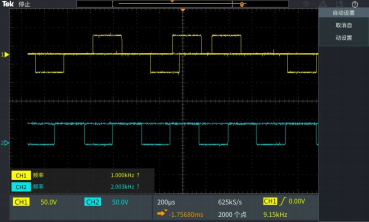 Tek 停止
自动设置
取消自
动设置
1
2
CH1 频率 1.000kHz ?
CH2 频率 2.003kHz ?
CH1 50.0V CH2 50.0V 200μs 625kS/s CH1 0.00V
-1.75680ms 2000 个点 9.15kHz